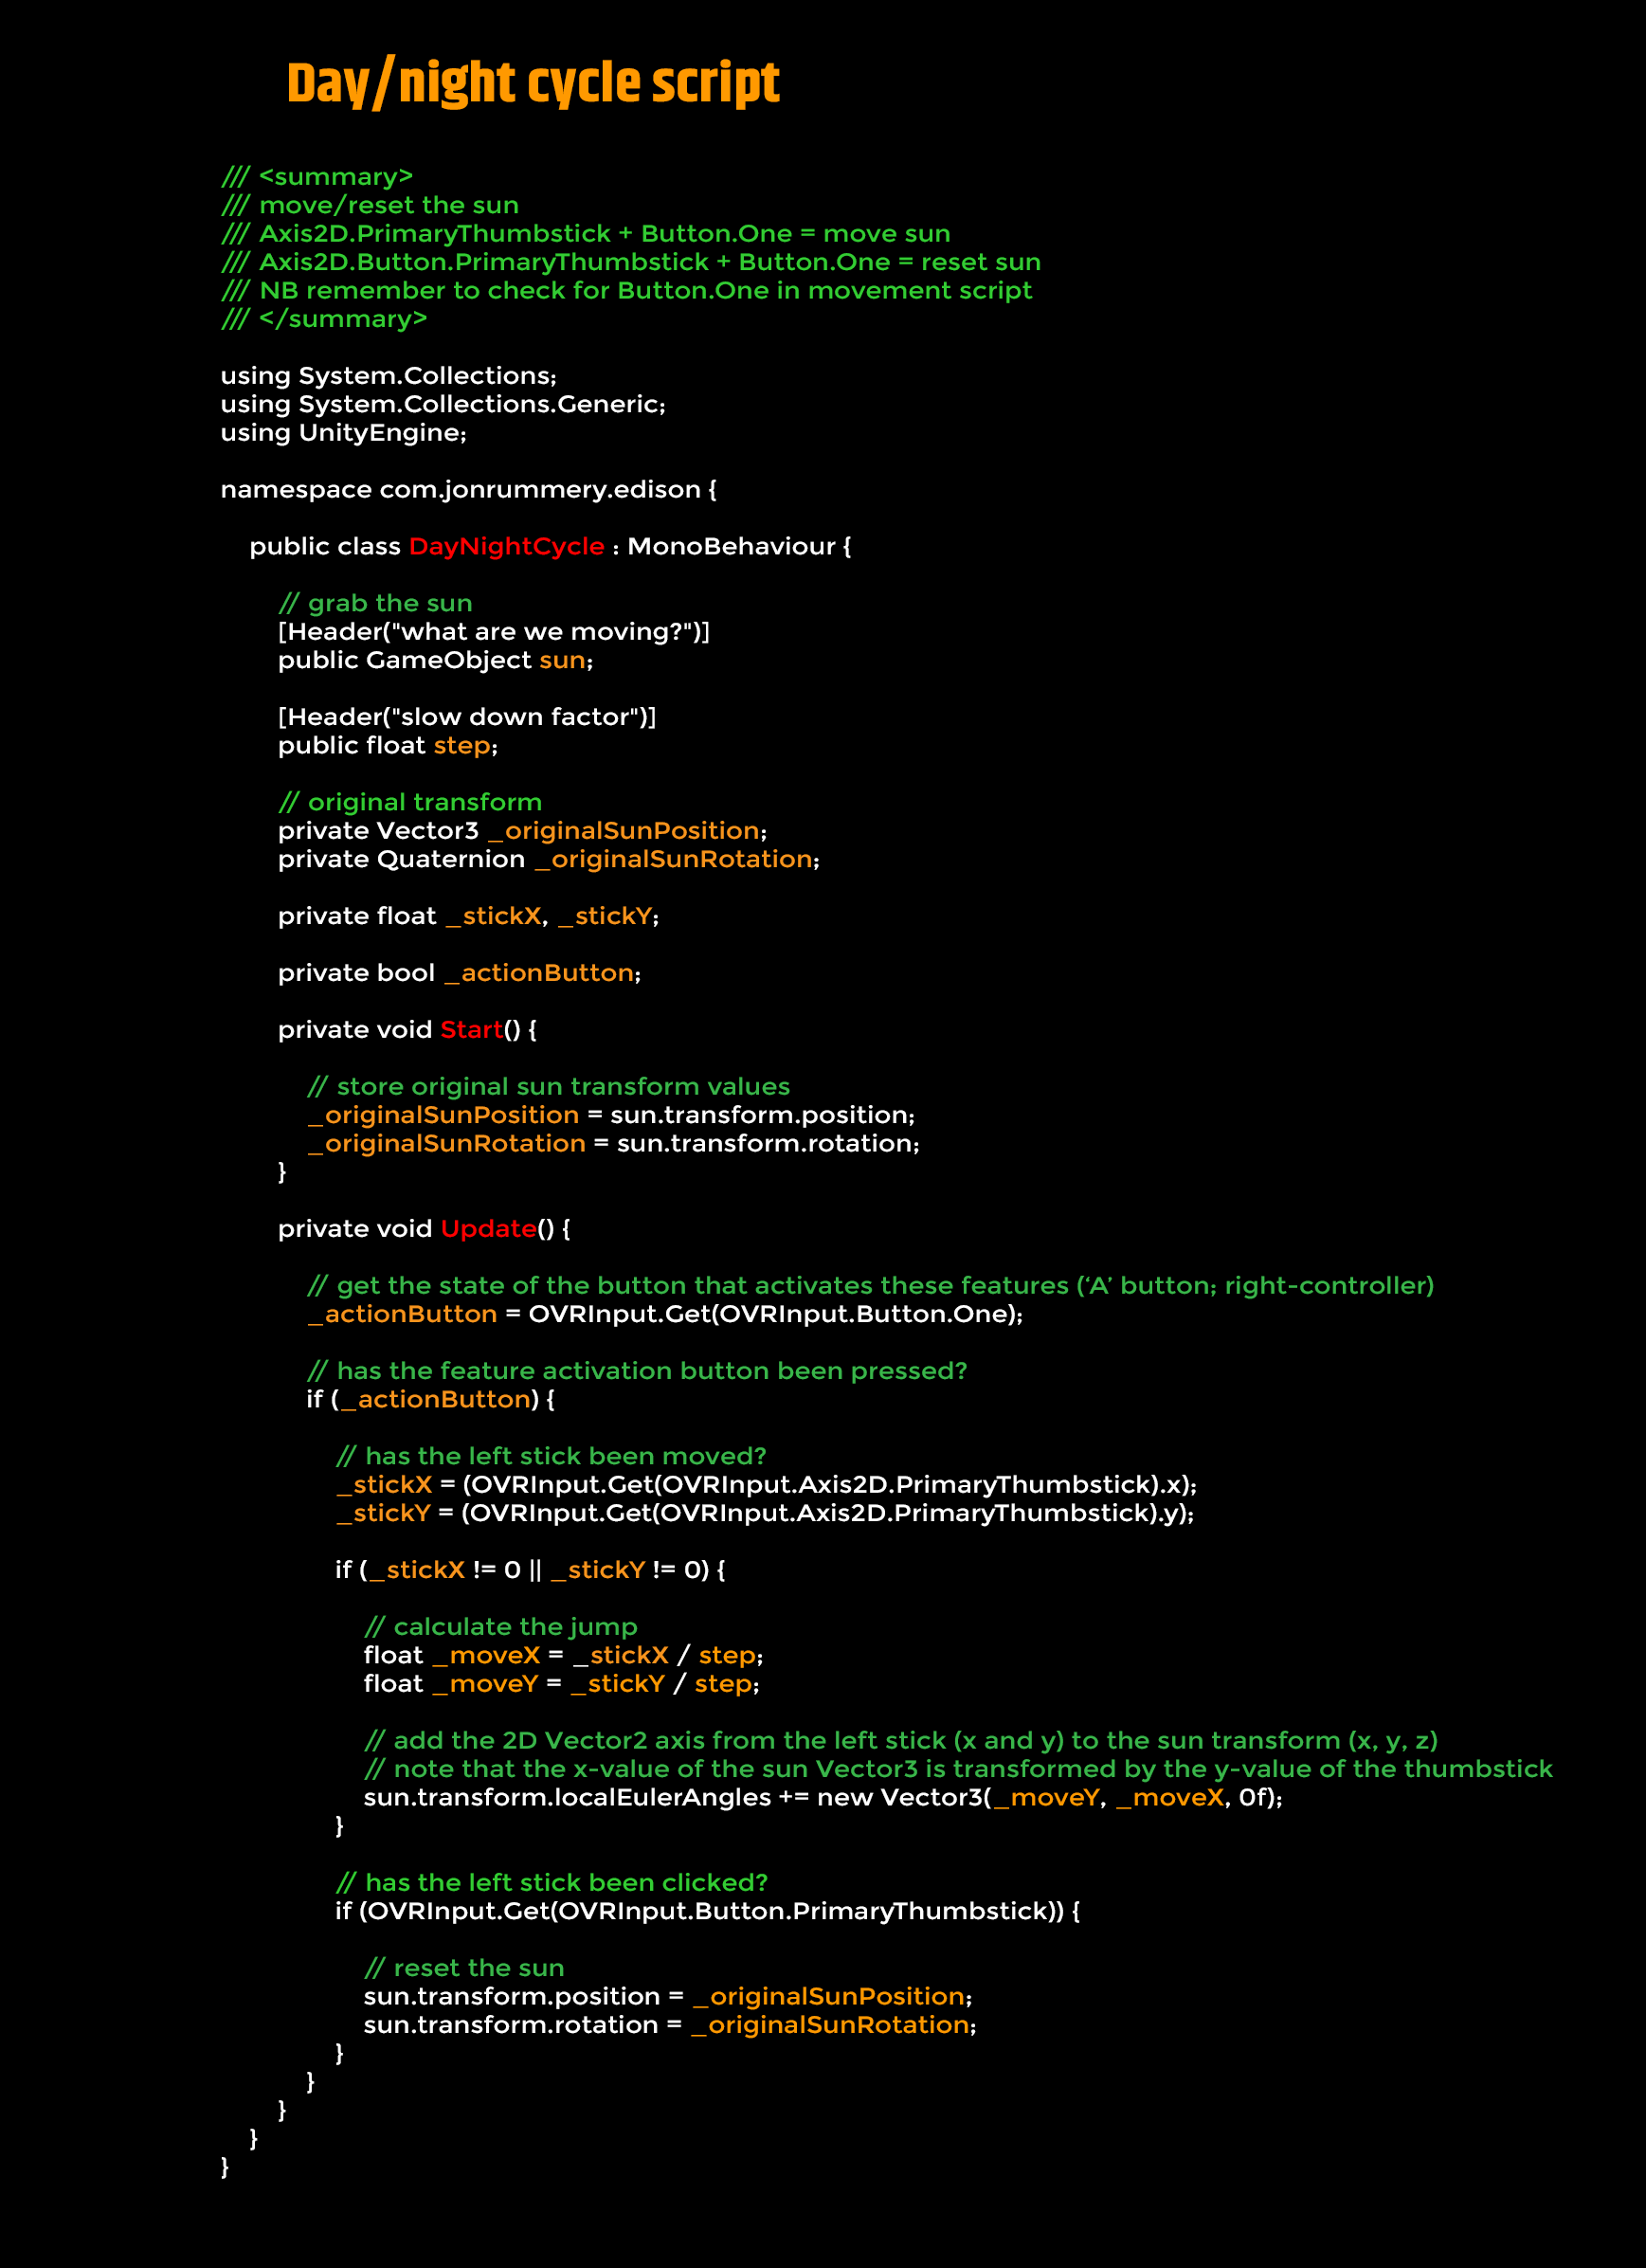 Day/night cycle script
/// <summary>
/// move/reset the sun
/// Axis2D.PrimaryThumbstick + Button.One = move sun
/// Axis2D.Button.PrimaryThumbstick + Button.One = reset sun
/// NB remember to check for Button.One in movement script
/// </summary>
using System.Collections;
using System.Collections.Generic;
using UnityEngine;
namespace com.jonrummery.edison {
public class DayNightCycle : MonoBehaviour {
// grab the sun
[Header("what are we moving?")]
public GameObject sun;
[Header("slow down factor")]
public float step;
// original transform
private Vector3 _originalSunPosition;
private Quaternion _originalSunRotation;
private float _stickX, _stickY;
private bool _actionButton;
private void Start() {
// store original sun transform values
_originalSunPosition = sun.transform.position;
_originalSunRotation = sun.transform.rotation;
}
private void Update() {
// get the state of the button that activates these features (‘A’ button; right-controller)
_actionButton = OVRInput.Get(OVRInput.Button.One);
// has the feature activation button been pressed?
if (_actionButton) {
// has the left stick been moved?
_stickX = (OVRInput.Get(OVRInput.Axis2D.PrimaryThumbstick).x);
_stickY = (OVRInput.Get(OVRInput.Axis2D.PrimaryThumbstick).y);
if (_stickX != 0 || _stickY != 0) {
// calculate the jump
float _moveX = _stickX / step;
float _moveY = _stickY / step;
// add the 2D Vector2 axis from the left stick (x and y) to the sun transform (x, y, z)
// note that the x-value of the sun Vector3 is transformed by the y-value of the thumbstick
sun.transform.localEulerAngles += new Vector3(_moveY, _moveX, 0f);
}
// has the left stick been clicked?
if (OVRInput.Get(OVRInput.Button.PrimaryThumbstick)) {
// reset the sun
sun.transform.position = _originalSunPosition;
sun.transform.rotation = _originalSunRotation;
}
}
}
}
}